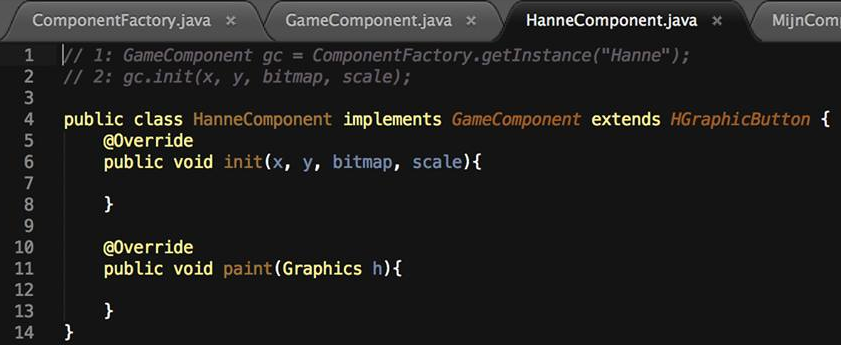 ComponentFactory.java × GameComponent.java × HanneComponent.java × MijnCom
1 // 1: GameComponent gc = ComponentFactory.getInstance("Hanne");
2 // 2: gc.init(x, y, bitmap, scale);
3
4 public class HanneComponent implements GameComponent extends HGraphicButton {
5     @Override
6     public void init(x, y, bitmap, scale){
7
8     }
9
10     @Override
11     public void paint(Graphics h){
12
13     }
14 }